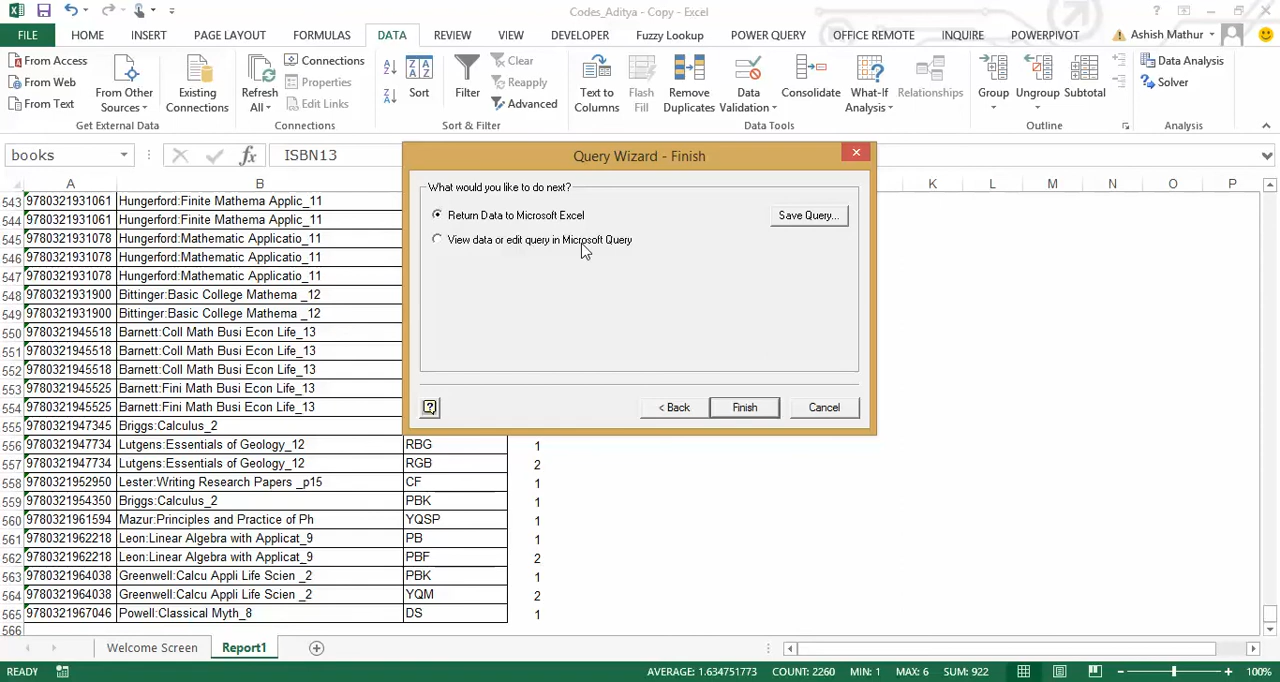 Codes_Aditya - Copy - Excel
FILE HOME INSERT PAGE LAYOUT FORMULAS DATA REVIEW VIEW DEVELOPER Fuzzy Lookup POWER QUERY OFFICE REMOTE INQUIRE POWERPIVOT Ashish Mathur
From Access
From Web
From Text
From Other Sources
Existing Connections
Get External Data
Refresh All
Connections
Properties
Edit Links
Connections
Sort
Filter
Clear
Reapply
Advanced
Sort & Filter
Text to Columns
Flash Fill
Remove Duplicates
Data Validation
Consolidate
What-If Analysis
Relationships
Data Tools
Group
Ungroup
Subtotal
Outline
Data Analysis
Solver
Analysis
books fx ISBN13
A B K L M N O P
543 9780321931061 Hungerford:Finite Mathema Applic_11
544 9780321931061 Hungerford:Finite Mathema Applic_11
545 9780321931078 Hungerford:Mathematic Applicatio_11
546 9780321931078 Hungerford:Mathematic Applicatio_11
547 9780321931078 Hungerford:Mathematic Applicatio_11
548 9780321931900 Bittinger:Basic College Mathema _12
549 9780321931900 Bittinger:Basic College Mathema _12
550 9780321945518 Barnett:Coll Math Busi Econ Life_13
551 9780321945518 Barnett:Coll Math Busi Econ Life_13
552 9780321945518 Barnett:Coll Math Busi Econ Life_13
553 9780321945525 Barnett:Fini Math Busi Econ Life_13
554 9780321945525 Barnett:Fini Math Busi Econ Life_13
555 9780321947345 Briggs:Calculus_2
556 9780321947734 Lutgens:Essentials of Geology_12 RBG 1
557 9780321947734 Lutgens:Essentials of Geology_12 RGB 2
558 9780321952950 Lester:Writing Research Papers _p15 CF 1
559 9780321954350 Briggs:Calculus_2 PBK 1
560 9780321961594 Mazur:Principles and Practice of Ph YQSP 1
561 9780321962218 Leon:Linear Algebra with Applicat_9 PB 1
562 9780321962218 Leon:Linear Algebra with Applicat_9 PBF 2
563 9780321964038 Greenwell:Calcu Appli Life Scien _2 PBK 1
564 9780321964038 Greenwell:Calcu Appli Life Scien _2 YQM 2
565 9780321967046 Powell:Classical Myth_8 DS 1
566
Query Wizard - Finish
What would you like to do next?
Return Data to Microsoft Excel
Save Query...
View data or edit query in Microsoft Query
< Back Finish Cancel
Welcome Screen Report1
READY AVERAGE: 1.634751773 COUNT: 2260 MIN: 1 MAX: 6 SUM: 922 100%